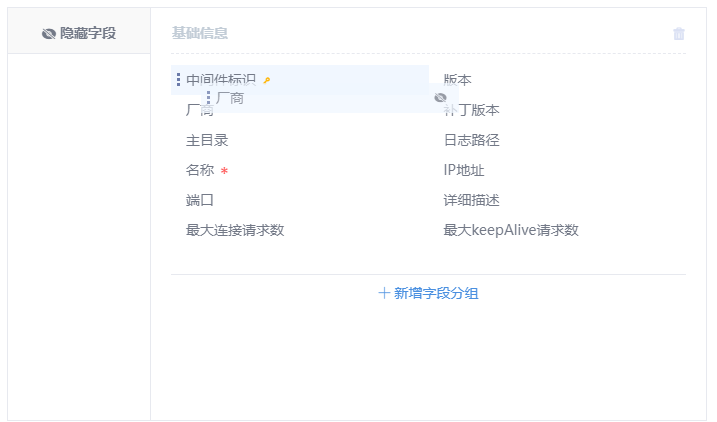 隐藏字段
基础信息
中间件标识 版本
厂商
厂商 补丁版本
主目录 日志路径
名称 * IP地址
端口 详细描述
最大连接请求数 最大keepAlive请求数
+ 新增字段分组